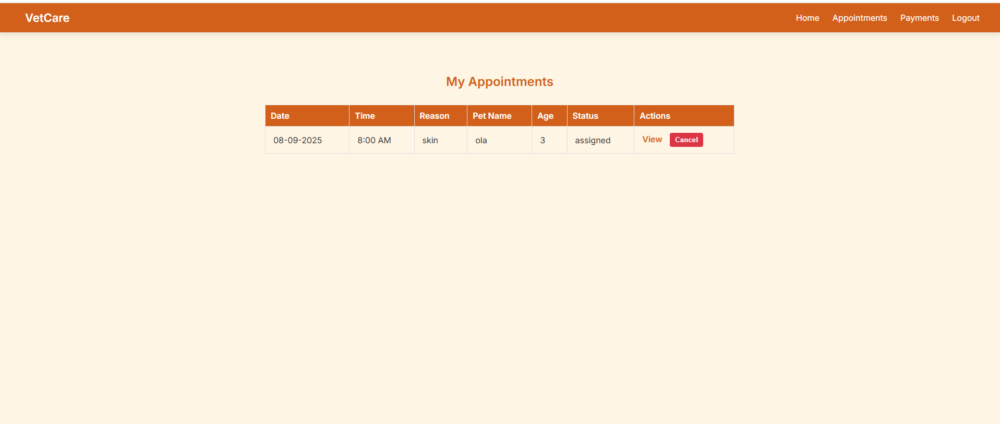 VetCare Home Appointments Payments Logout
My Appointments
Date Time Reason Pet Name Age Status Actions
08-09-2025 8:00 AM skin ola 3 assigned View Cancel